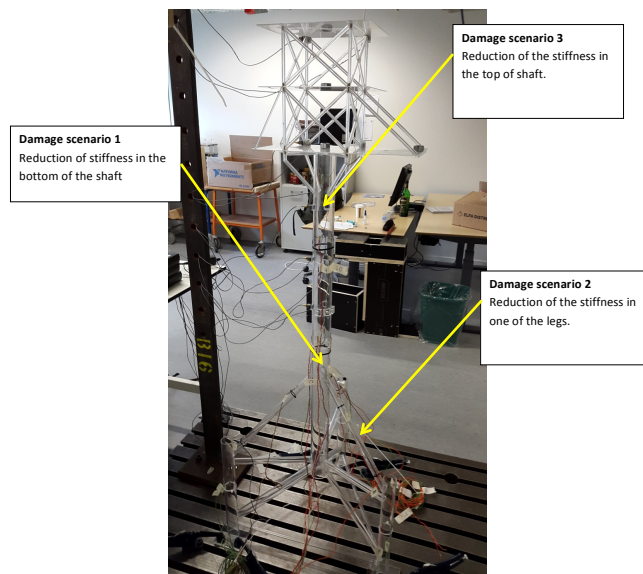 Damage scenario 3
Reduction of the stiffness in
the top of shaft.
Damage scenario 1
Reduction of stiffness in the
bottom of the shaft
Damage scenario 2
Reduction of the stiffness in
one of the legs.
B16